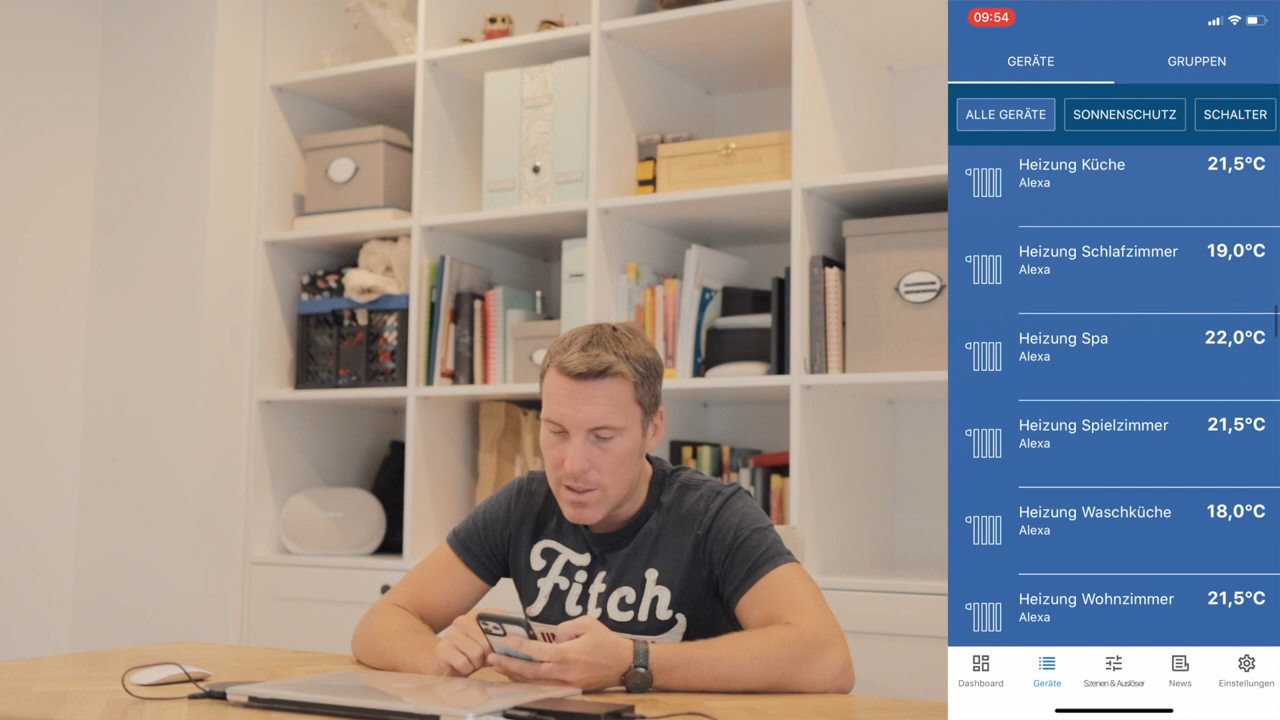 09:54
GERÄTE
GRUPPEN
ALLE GERÄTE
SONNENSCHUTZ
SCHALTER
Heizung Küche
21,5°C
Alexa
Heizung Schlafzimmer
19,0°C
Alexa
Heizung Spa
22,0°C
Alexa
Heizung Spielzimmer
21,5°C
Alexa
Heizung Waschküche
18,0°C
Alexa
Heizung Wohnzimmer
21,5°C
Alexa
Dashboard
Geräte
Szenen & Auslöser
News
Einstellungen
Fitch